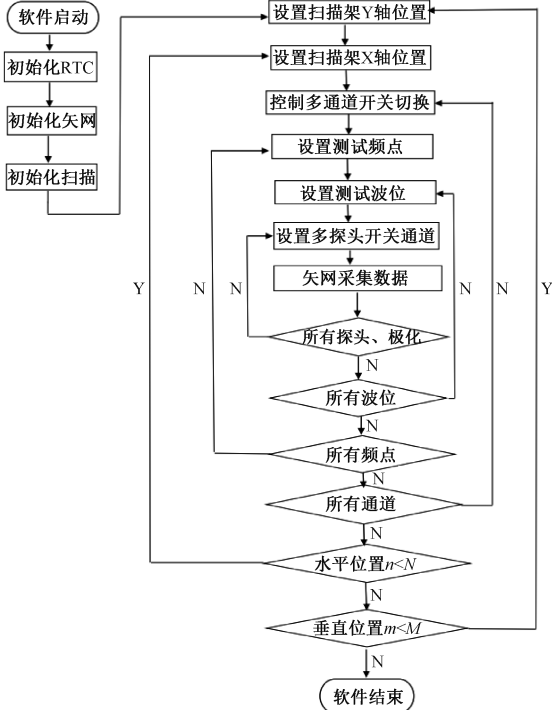 软件启动
初始化RTC
初始化矢网
初始化扫描
设置扫描架Y轴位置
设置扫描架X轴位置
控制多通道开关切换
设置测试频点
设置测试波位
设置多探头开关通道
矢网采集数据
Y
N
N
N
N
Y
所有探头、极化
N
所有波位
N
所有频点
N
所有通道
N
水平位置n<N
N
垂直位置m<M
N
软件结束